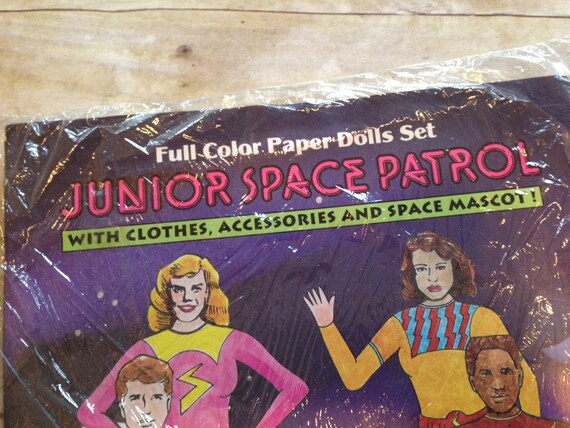 Full Color Paper Dolls Set
JUNIOR SPACE PATROL
WITH CLOTHES, ACCESSORIES AND SPACE MASCOT!